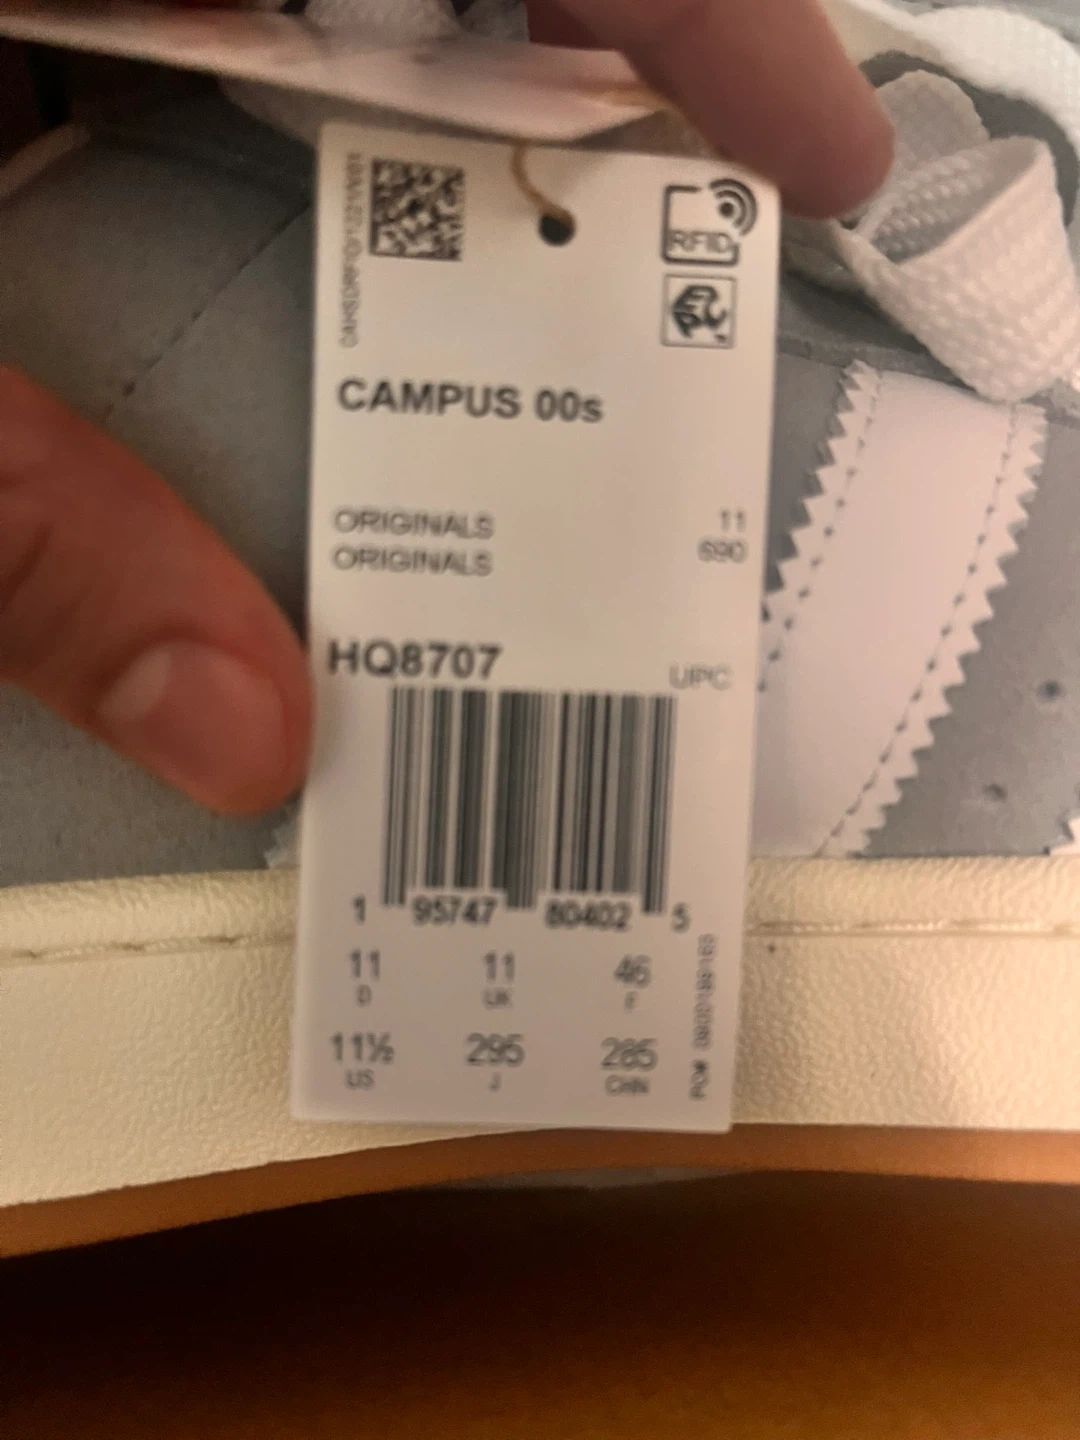 RFID
CAMPUS 00s
ORIGINALS 11
ORIGINALS 690
HQ8707
UPC
1 95747 80402 5
11 11 46
D UK F
11½ 295 285
US J CHN